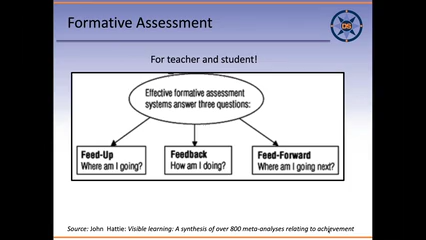 Formative Assessment
For teacher and student!
Effective formative assessment
systems answer three questions:
Feed-Up
Where am I going?
Feedback
How am I doing?
Feed-Forward
Where am I going next?
Source: John Hattie: Visible learning: A synthesis of over 800 meta-analyses relating to achievement